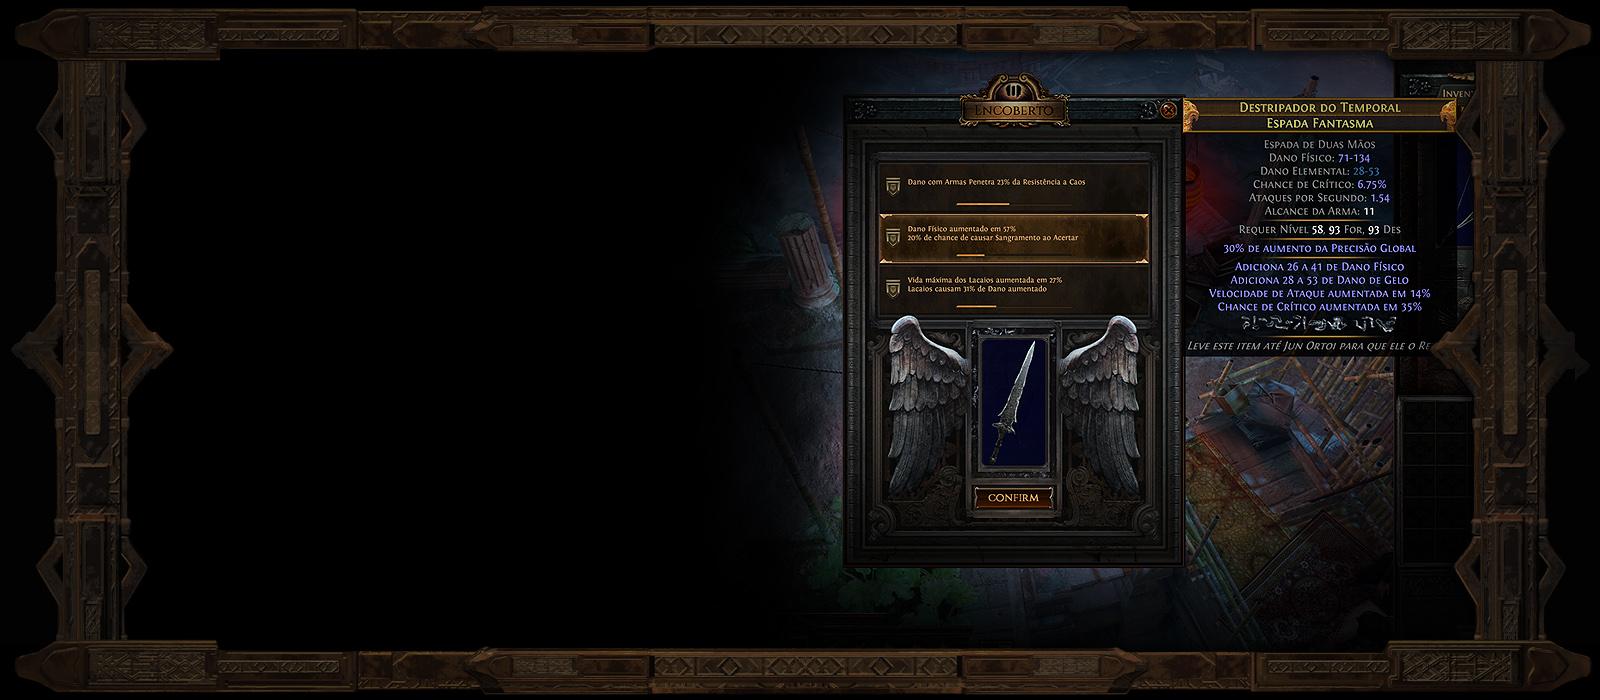 Encoberto
Dano com Armas Penetra 23% da Resistência a Caos
Dano Físico aumentado em 57%
20% de chance de causar Sangramento ao Acertar
Vida máxima dos Lacaios aumentada em 27%
Lacaios causam 31% de Dano aumentado
CONFIRM
Inven
Destripador do Temporal
Espada Fantasma
Espada de Duas Mãos
Dano Físico: 71-134
Dano Elemental: 28-53
Chance de Crítico: 6.75%
Ataques por Segundo: 1.54
Alcance da Arma: 11
Requer Nível 58, 93 For, 93 Des
30% de aumento da Precisão Global
Adiciona 26 a 41 de Dano Físico
Adiciona 28 a 53 de Dano de Gelo
Velocidade de Ataque aumentada em 14%
Chance de Crítico aumentada em 35%
Leve este item até Jun Ortoi para que ele o Re